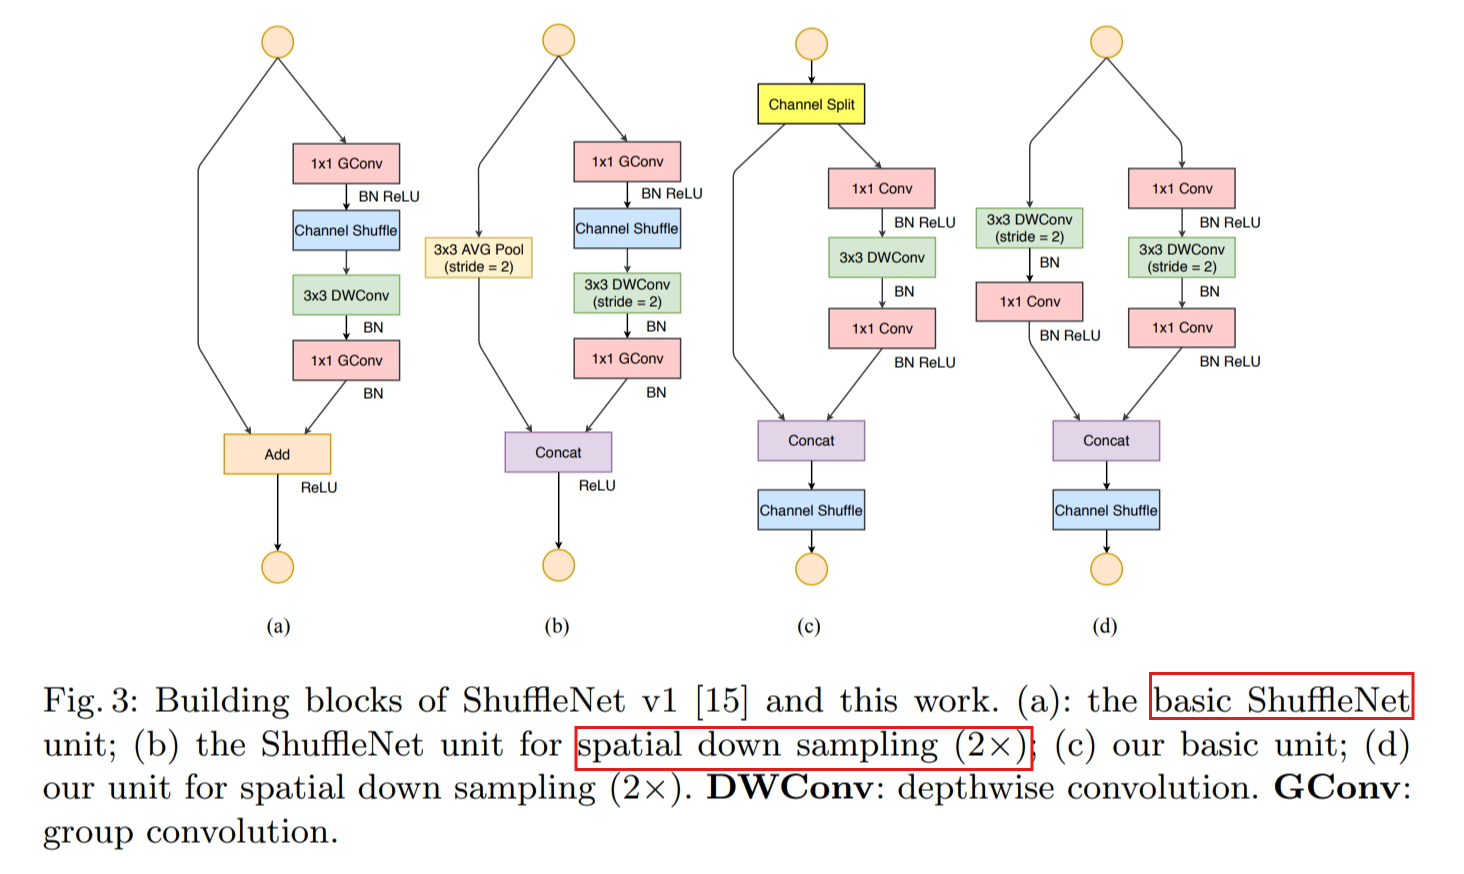 1x1 GConv
BN ReLU
Channel Shuffle
3x3 DWConv
BN
1x1 GConv
BN
Add
ReLU
(a)
3x3 AVG Pool
(stride = 2)
1x1 GConv
BN ReLU
Channel Shuffle
3x3 DWConv
(stride = 2)
BN
1x1 GConv
BN
Concat
ReLU
(b)
Channel Split
1x1 Conv
BN ReLU
3x3 DWConv
BN
1x1 Conv
BN ReLU
Concat
Channel Shuffle
(c)
3x3 DWConv
(stride = 2)
BN
1x1 Conv
BN ReLU
1x1 Conv
BN ReLU
3x3 DWConv
(stride = 2)
BN
1x1 Conv
BN ReLU
Concat
Channel Shuffle
(d)
Fig. 3: Building blocks of ShuffleNet v1 [15] and this work. (a): the basic ShuffleNet
unit; (b) the ShuffleNet unit for spatial down sampling (2×); (c) our basic unit; (d)
our unit for spatial down sampling (2×). DWConv: depthwise convolution. GConv:
group convolution.